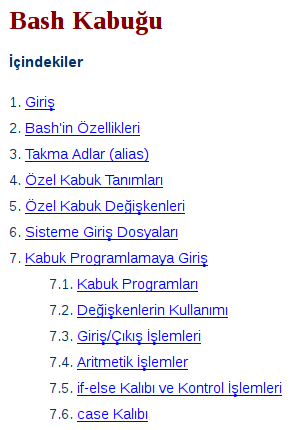 Bash Kabuğu
İçindekiler
1. Giriş
2. Bash'in Özellikleri
3. Takma Adlar (alias)
4. Özel Kabuk Tanımları
5. Özel Kabuk Değişkenleri
6. Sisteme Giriş Dosyaları
7. Kabuk Programlamaya Giriş
7.1. Kabuk Programları
7.2. Değişkenlerin Kullanımı
7.3. Giriş/Çıkış İşlemleri
7.4. Aritmetik İşlemler
7.5. if-else Kalıbı ve Kontrol İşlemleri
7.6. case Kalıbı